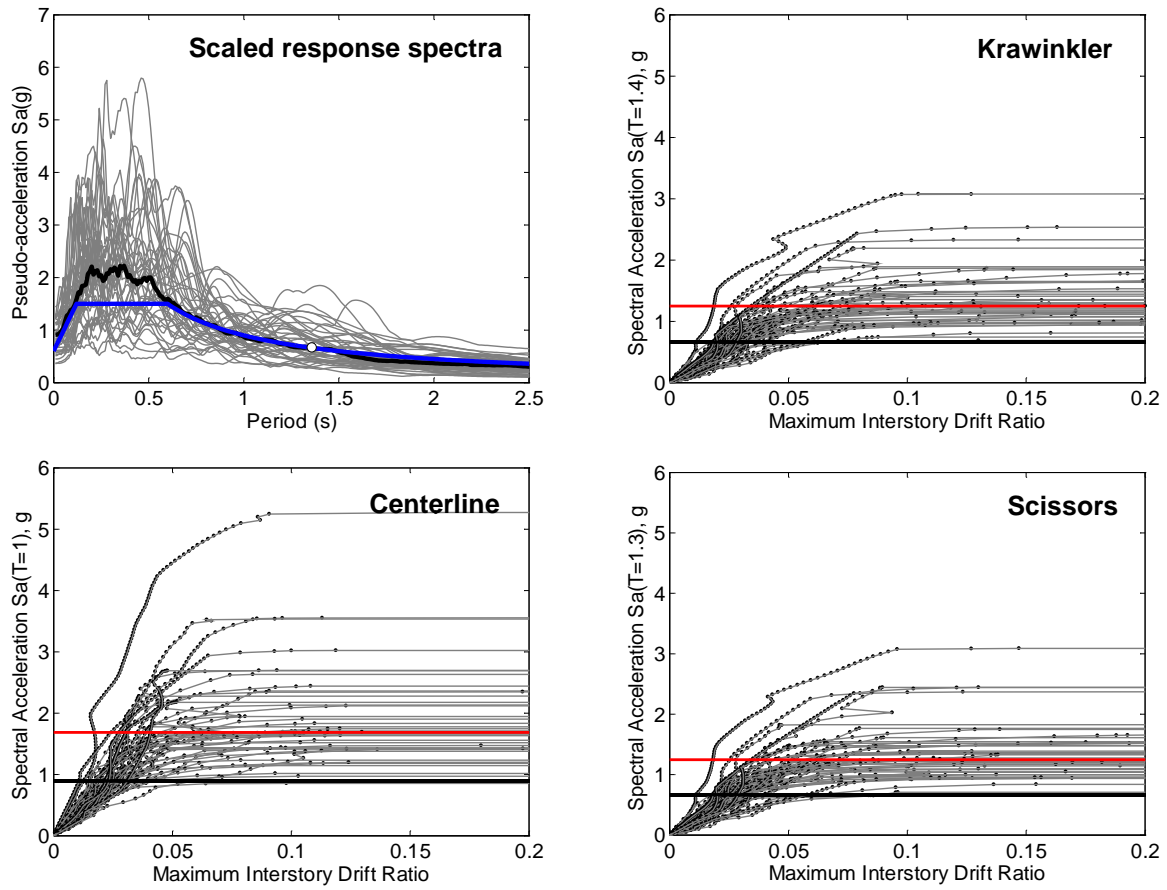 Scaled response spectra
Pseudo-acceleration Sa(g)
7
6
5
4
3
2
1
0
0 0.5 1 1.5 2 2.5
Period (s)
Krawinkler
Spectral Acceleration Sa(T=1.4), g
6
5
4
3
2
1
0
0 0.05 0.1 0.15 0.2
Maximum Interstory Drift Ratio
Centerline
Spectral Acceleration Sa(T=1), g
6
5
4
3
2
1
0
0 0.05 0.1 0.15 0.2
Maximum Interstory Drift Ratio
Scissors
Spectral Acceleration Sa(T=1.3), g
6
5
4
3
2
1
0
0 0.05 0.1 0.15 0.2
Maximum Interstory Drift Ratio